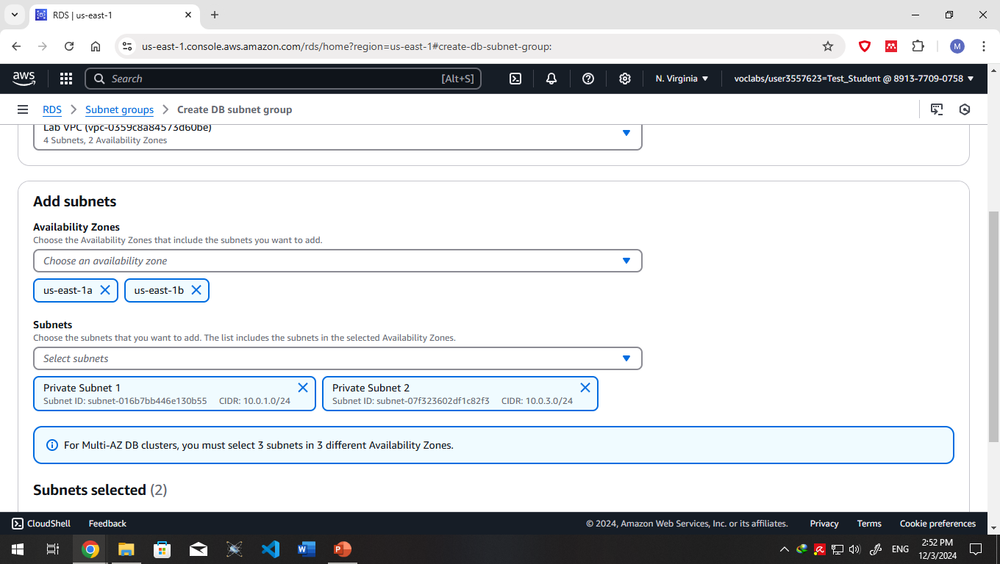 RDS | us-east-1
us-east-1.console.aws.amazon.com/rds/home?region=us-east-1#create-db-subnet-group:
M
aws
Search
[Alt+S]
N. Virginia
voclabs/user3557623=Test_Student @ 8913-7709-0758
RDS
Subnet groups
Create DB subnet group
Lab VPC (vpc-0359c8a84573d60be)
4 Subnets, 2 Availability Zones
Add subnets
Availability Zones
Choose the Availability Zones that include the subnets you want to add.
Choose an availability zone
us-east-1a
us-east-1b
Subnets
Choose the subnets that you want to add. The list includes the subnets in the selected Availability Zones.
Select subnets
Private Subnet 1
Subnet ID: subnet-016b7bb446e130b55 CIDR: 10.0.1.0/24
Private Subnet 2
Subnet ID: subnet-07f323602df1c82f3 CIDR: 10.0.3.0/24
For Multi-AZ DB clusters, you must select 3 subnets in 3 different Availability Zones.
Subnets selected (2)
CloudShell
Feedback
© 2024, Amazon Web Services, Inc. or its affiliates.
Privacy
Terms
Cookie preferences
ENG
2:52 PM
12/3/2024